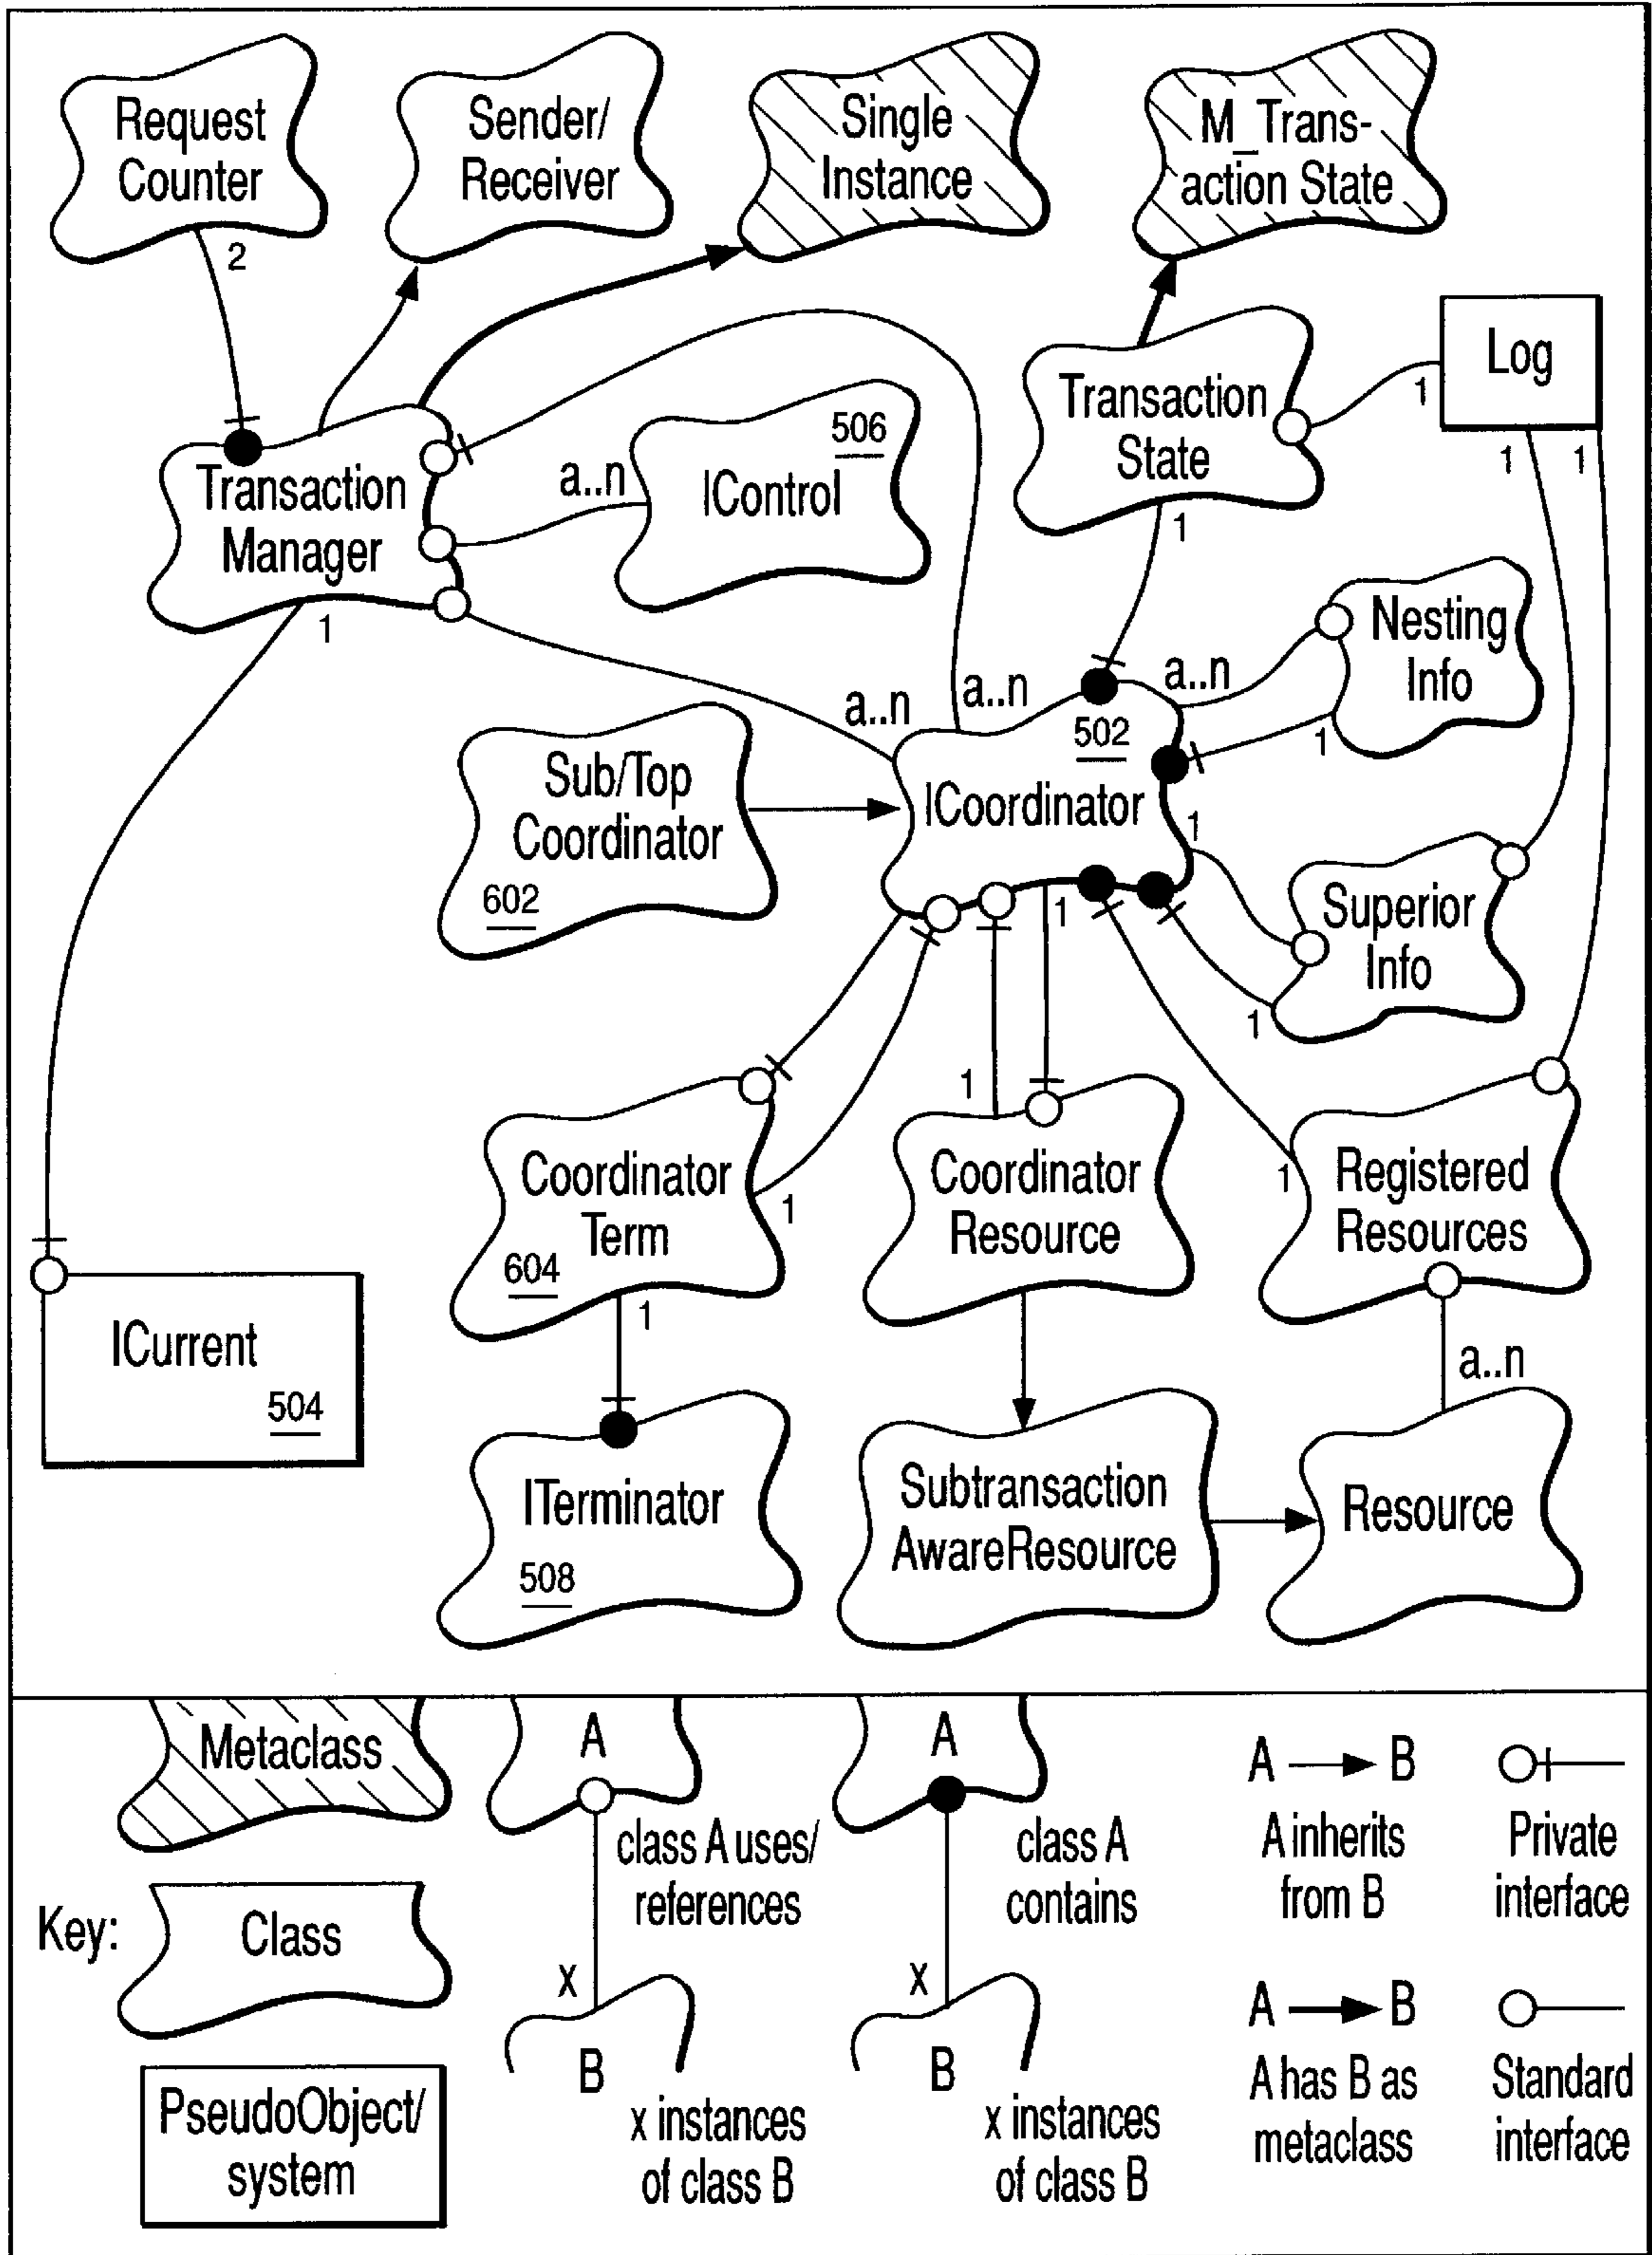 Request
Counter
Sender/
Receiver
Single
Instance
M_Trans-
action State
2
Log
1
1
1
Transaction
State
1
506
IControl
a..n
Transaction
Manager
1
Nesting
Info
a..n
1
a..n
a..n
502
ICoordinator
1
Sub/Top
Coordinator
602
1
Superior
Info
1
1
Coordinator
Term
604
1
1
Coordinator
Resource
1
Registered
Resources
ICurrent
504
a..n
ITerminator
508
Subtransaction
AwareResource
Resource
Key:
Metaclass
Class
PseudoObject/
system
A
class A uses/
references
x
B
x instances
of class B
A
class A
contains
x
B
x instances
of class B
A B
A inherits
from B
Private
interface
A B
A has B as
metaclass
Standard
interface